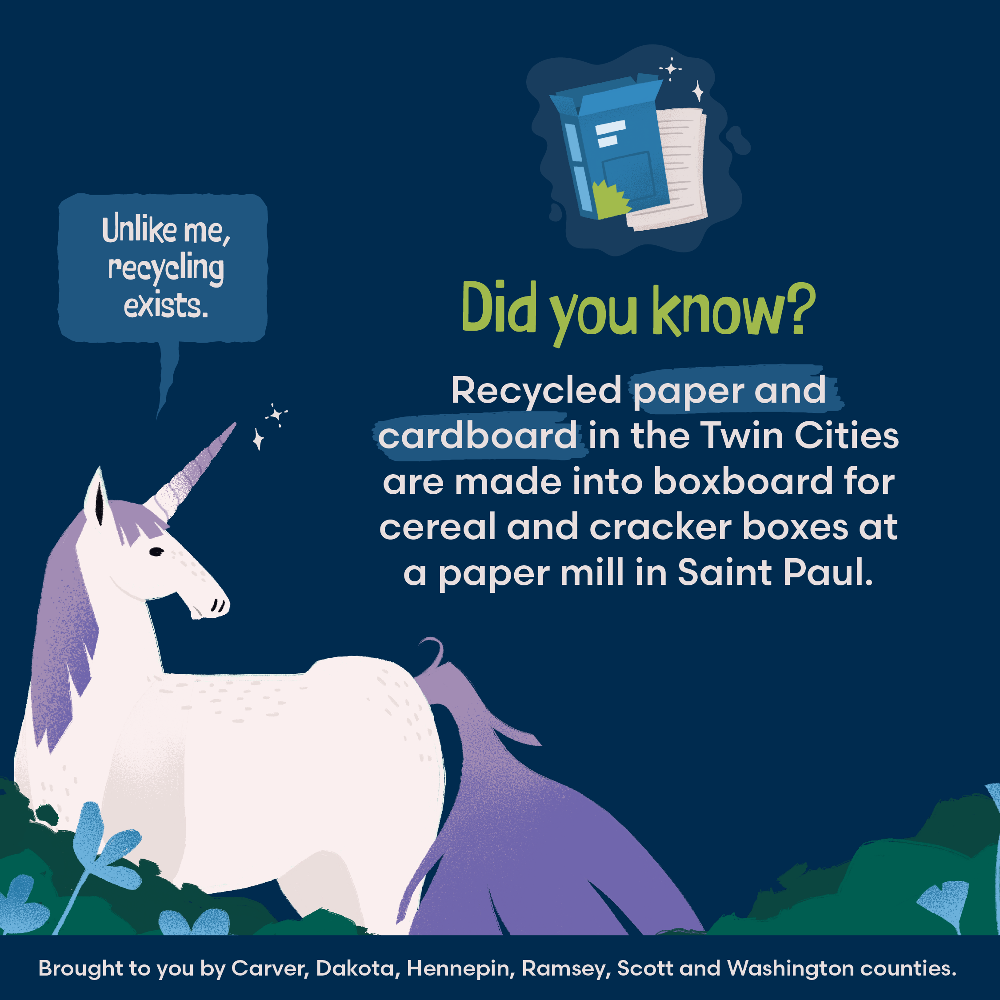 Unlike me,
recycling
exists.
Did you know?
Recycled paper and
cardboard in the Twin Cities
are made into boxboard for
cereal and cracker boxes at
a paper mill in Saint Paul.
Brought to you by Carver, Dakota, Hennepin, Ramsey, Scott and Washington counties.